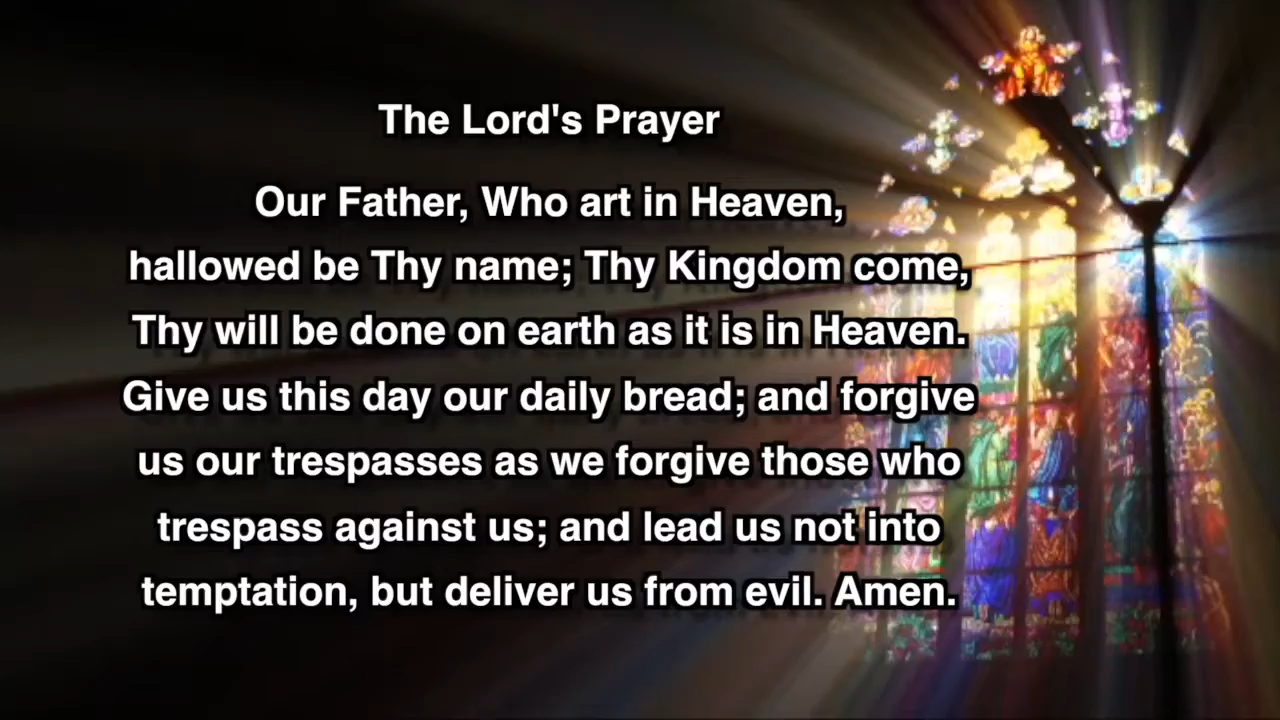 The Lord's Prayer
Our Father, Who art in Heaven,
hallowed be Thy name; Thy Kingdom come,
Thy will be done on earth as it is in Heaven.
Give us this day our daily bread; and forgive
us our trespasses as we forgive those who
trespass against us; and lead us not into
temptation, but deliver us from evil. Amen.